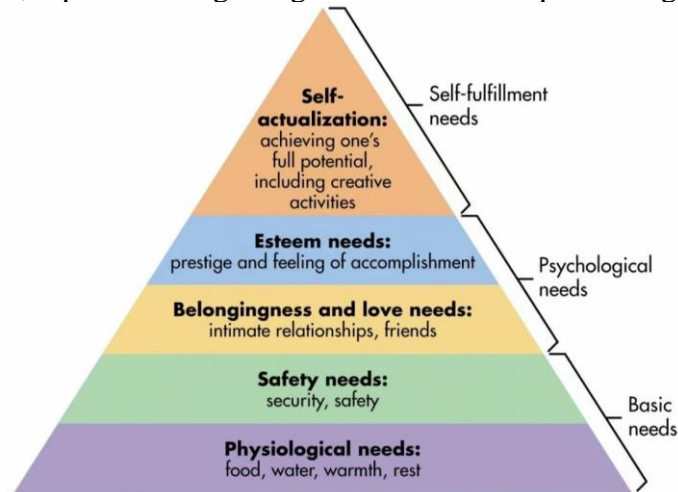 Self-
actualization:
achieving one's
full potential,
including creative
activities
Self-fulfillment
needs
Esteem needs:
prestige and feeling of accomplishment
Psychological
needs
Belongingness and love needs:
intimate relationships, friends
Safety needs:
security, safety
Basic
needs
Physiological needs:
food, water, warmth, rest